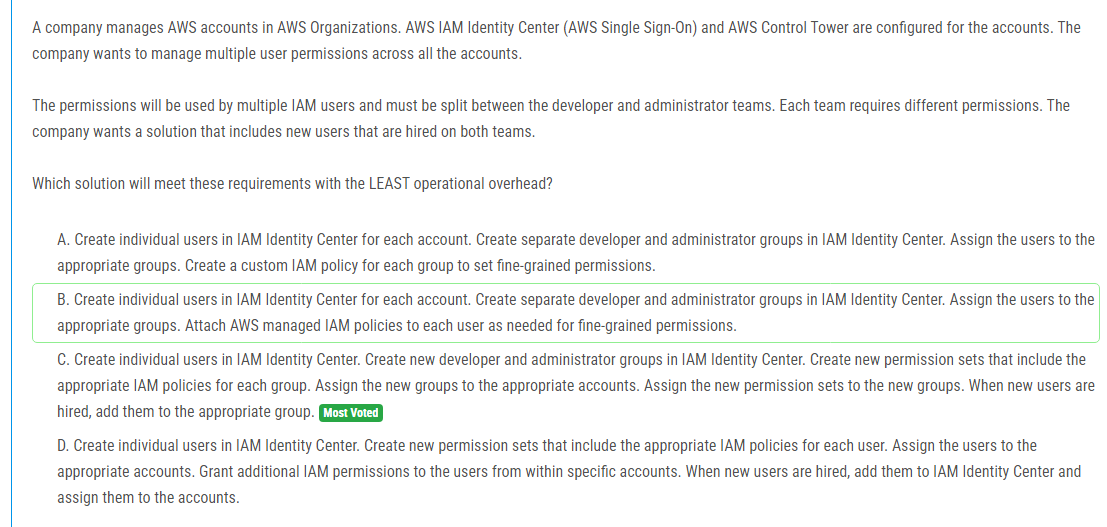 A company manages AWS accounts in AWS Organizations. AWS IAM Identity Center (AWS Single Sign-On) and AWS Control Tower are configured for the accounts. The
company wants to manage multiple user permissions across all the accounts.
The permissions will be used by multiple IAM users and must be split between the developer and administrator teams. Each team requires different permissions. The
company wants a solution that includes new users that are hired on both teams.
Which solution will meet these requirements with the LEAST operational overhead?
A. Create individual users in IAM Identity Center for each account. Create separate developer and administrator groups in IAM Identity Center. Assign the users to the
appropriate groups. Create a custom IAM policy for each group to set fine-grained permissions.
B. Create individual users in IAM Identity Center for each account. Create separate developer and administrator groups in IAM Identity Center. Assign the users to the
appropriate groups. Attach AWS managed IAM policies to each user as needed for fine-grained permissions.
C. Create individual users in IAM Identity Center. Create new developer and administrator groups in IAM Identity Center. Create new permission sets that include the
appropriate IAM policies for each group. Assign the new groups to the appropriate accounts. Assign the new permission sets to the new groups. When new users are
hired, add them to the appropriate group. Most Voted
D. Create individual users in IAM Identity Center. Create new permission sets that include the appropriate IAM policies for each user. Assign the users to the
appropriate accounts. Grant additional IAM permissions to the users from within specific accounts. When new users are hired, add them to IAM Identity Center and
assign them to the accounts.